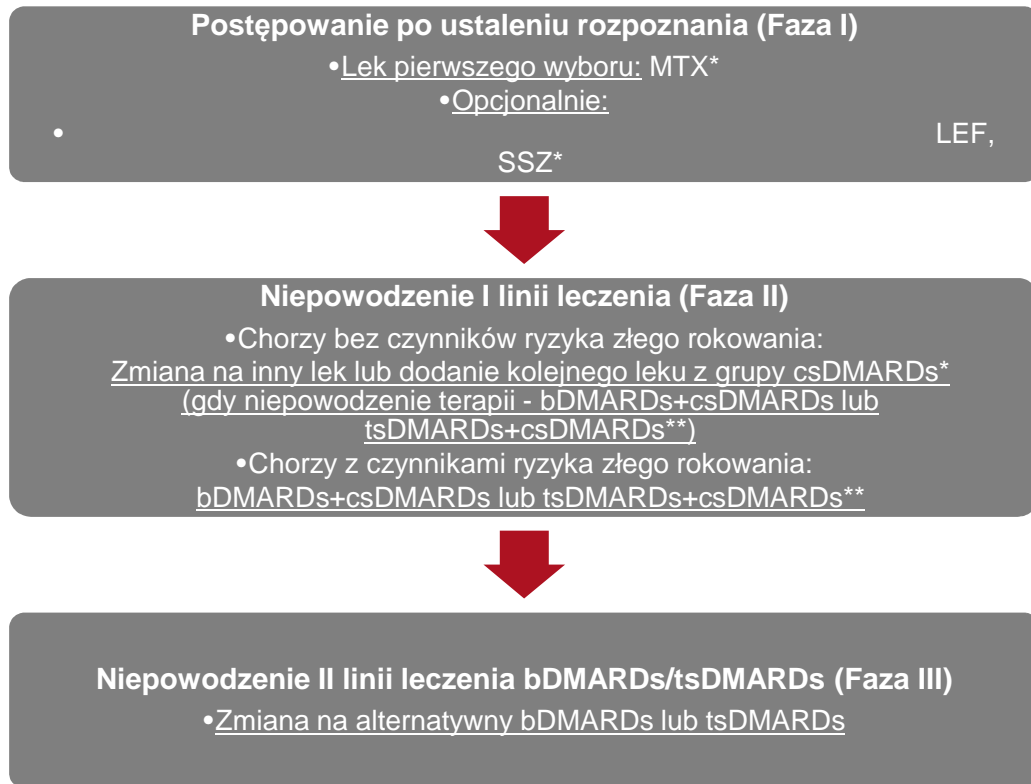 Postępowanie po ustaleniu rozpoznania (Faza I)
•Lek pierwszego wyboru: MTX*
•Opcjonalnie:
• LEF,
SSZ*
Niepowodzenie I linii leczenia (Faza II)
•Chorzy bez czynników ryzyka złego rokowania:
Zmiana na inny lek lub dodanie kolejnego leku z grupy csDMARDs*
(gdy niepowodzenie terapii - bDMARDs+csDMARDs lub
tsDMARDs+csDMARDs**)
•Chorzy z czynnikami ryzyka złego rokowania:
bDMARDs+csDMARDs lub tsDMARDs+csDMARDs**
Niepowodzenie II linii leczenia bDMARDs/tsDMARDs (Faza III)
•Zmiana na alternatywny bDMARDs lub tsDMARDs